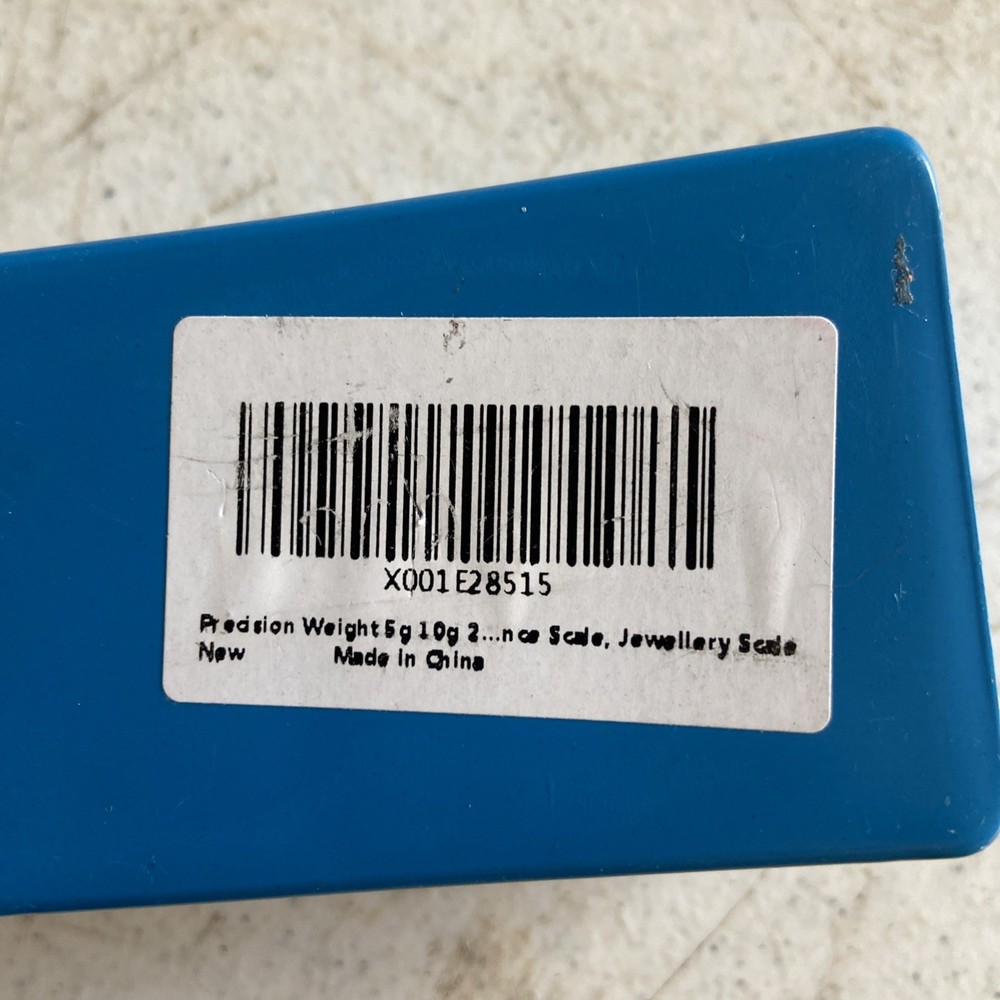 X001E28515
Precision Weight 5g 10g 2...nce Scale, Jewellery Scale
New Made in China